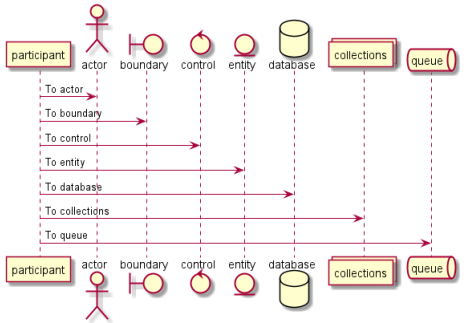 participant
actor
boundary
control
entity
database
collections
queue
To actor
To boundary
To control
To entity
To database
To collections
To queue
participant
actor
boundary
control
entity
database
collections
queue